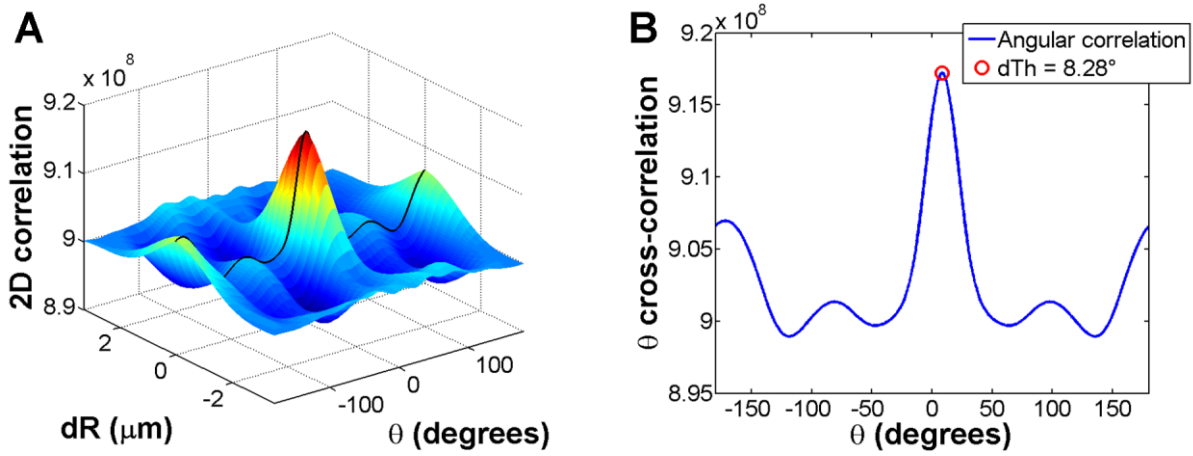 A
x 10^8
9.2
9.1
9
8.9
2D correlation
2
0
-2
dR (μm)
-100
0
100
θ (degrees)
B
x 10^8
9.2
9.15
9.1
9.05
9
8.95
θ cross-correlation
Angular correlation
dTh = 8.28°
-150
-100
-50
0
50
100
150
θ (degrees)